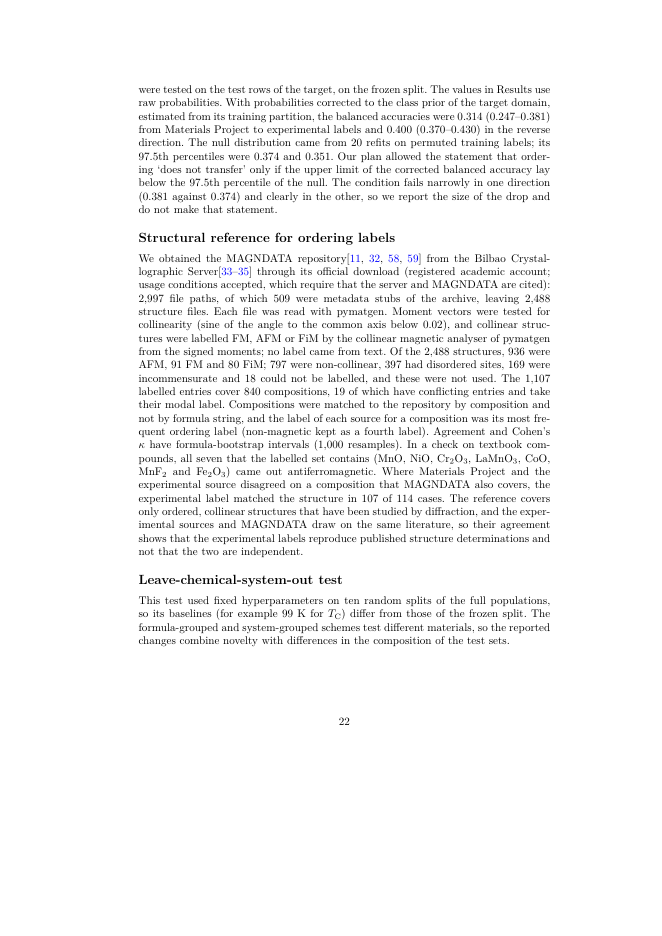 were tested on the test rows of the target, on the frozen split. The values in Results use
raw probabilities. With probabilities corrected to the class prior of the target domain,
estimated from its training partition, the balanced accuracies were 0.314 (0.247–0.381)
from Materials Project to experimental labels and 0.400 (0.370–0.430) in the reverse
direction. The null distribution came from 20 refits on permuted training labels; its
97.5th percentiles were 0.374 and 0.351. Our plan allowed the statement that order-
ing ‘does not transfer’ only if the upper limit of the corrected balanced accuracy lay
below the 97.5th percentile of the null. The condition fails narrowly in one direction
(0.381 against 0.374) and clearly in the other, so we report the size of the drop and
do not make that statement.
Structural reference for ordering labels
We obtained the MAGNDATA repository[11, 32, 58, 59] from the Bilbao Crystal-
lographic Server[33–35] through its official download (registered academic account;
usage conditions accepted, which require that the server and MAGNDATA are cited):
2,997 file paths, of which 509 were metadata stubs of the archive, leaving 2,488
structure files. Each file was read with pymatgen. Moment vectors were tested for
collinearity (sine of the angle to the common axis below 0.02), and collinear struc-
tures were labelled FM, AFM or FiM by the collinear magnetic analyser of pymatgen
from the signed moments; no label came from text. Of the 2,488 structures, 936 were
AFM, 91 FM and 80 FiM; 797 were non-collinear, 397 had disordered sites, 169 were
incommensurate and 18 could not be labelled, and these were not used. The 1,107
labelled entries cover 840 compositions, 19 of which have conflicting entries and take
their modal label. Compositions were matched to the repository by composition and
not by formula string, and the label of each source for a composition was its most fre-
quent ordering label (non-magnetic kept as a fourth label). Agreement and Cohen's
κ have formula-bootstrap intervals (1,000 resamples). In a check on textbook com-
pounds, all seven that the labelled set contains (MnO, NiO, Cr₂O₃, LaMnO₃, CoO,
MnF₂ and Fe₂O₃) came out antiferromagnetic. Where Materials Project and the
experimental source disagreed on a composition that MAGNDATA also covers, the
experimental label matched the structure in 107 of 114 cases. The reference covers
only ordered, collinear structures that have been studied by diffraction, and the exper-
imental sources and MAGNDATA draw on the same literature, so their agreement
shows that the experimental labels reproduce published structure determinations and
not that the two are independent.
Leave-chemical-system-out test
This test used fixed hyperparameters on ten random splits of the full populations,
so its baselines (for example 99 K for T_C) differ from those of the frozen split. The
formula-grouped and system-grouped schemes test different materials, so the reported
changes combine novelty with differences in the composition of the test sets.
22